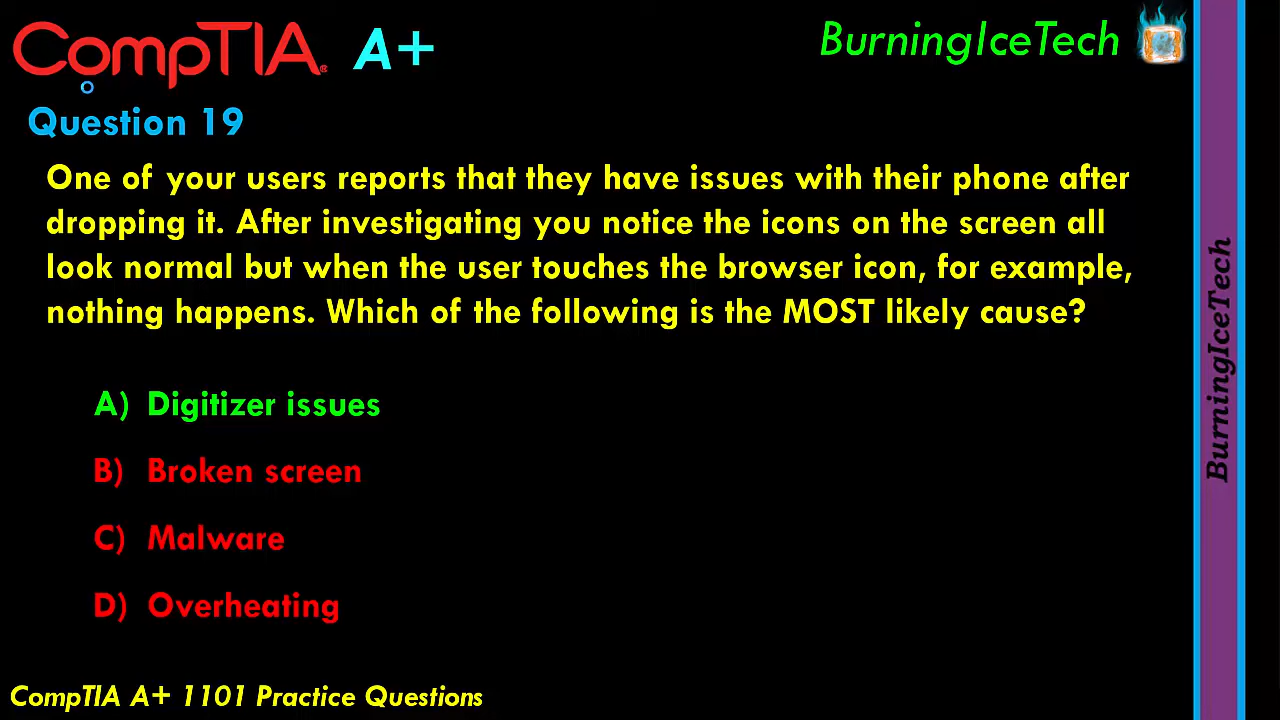 CompTIA® A+
BurningIceTech
Question 19
One of your users reports that they have issues with their phone after
dropping it. After investigating you notice the icons on the screen all
look normal but when the user touches the browser icon, for example,
nothing happens. Which of the following is the MOST likely cause?
A) Digitizer issues
B) Broken screen
C) Malware
D) Overheating
CompTIA A+ 1101 Practice Questions
BurningIceTech